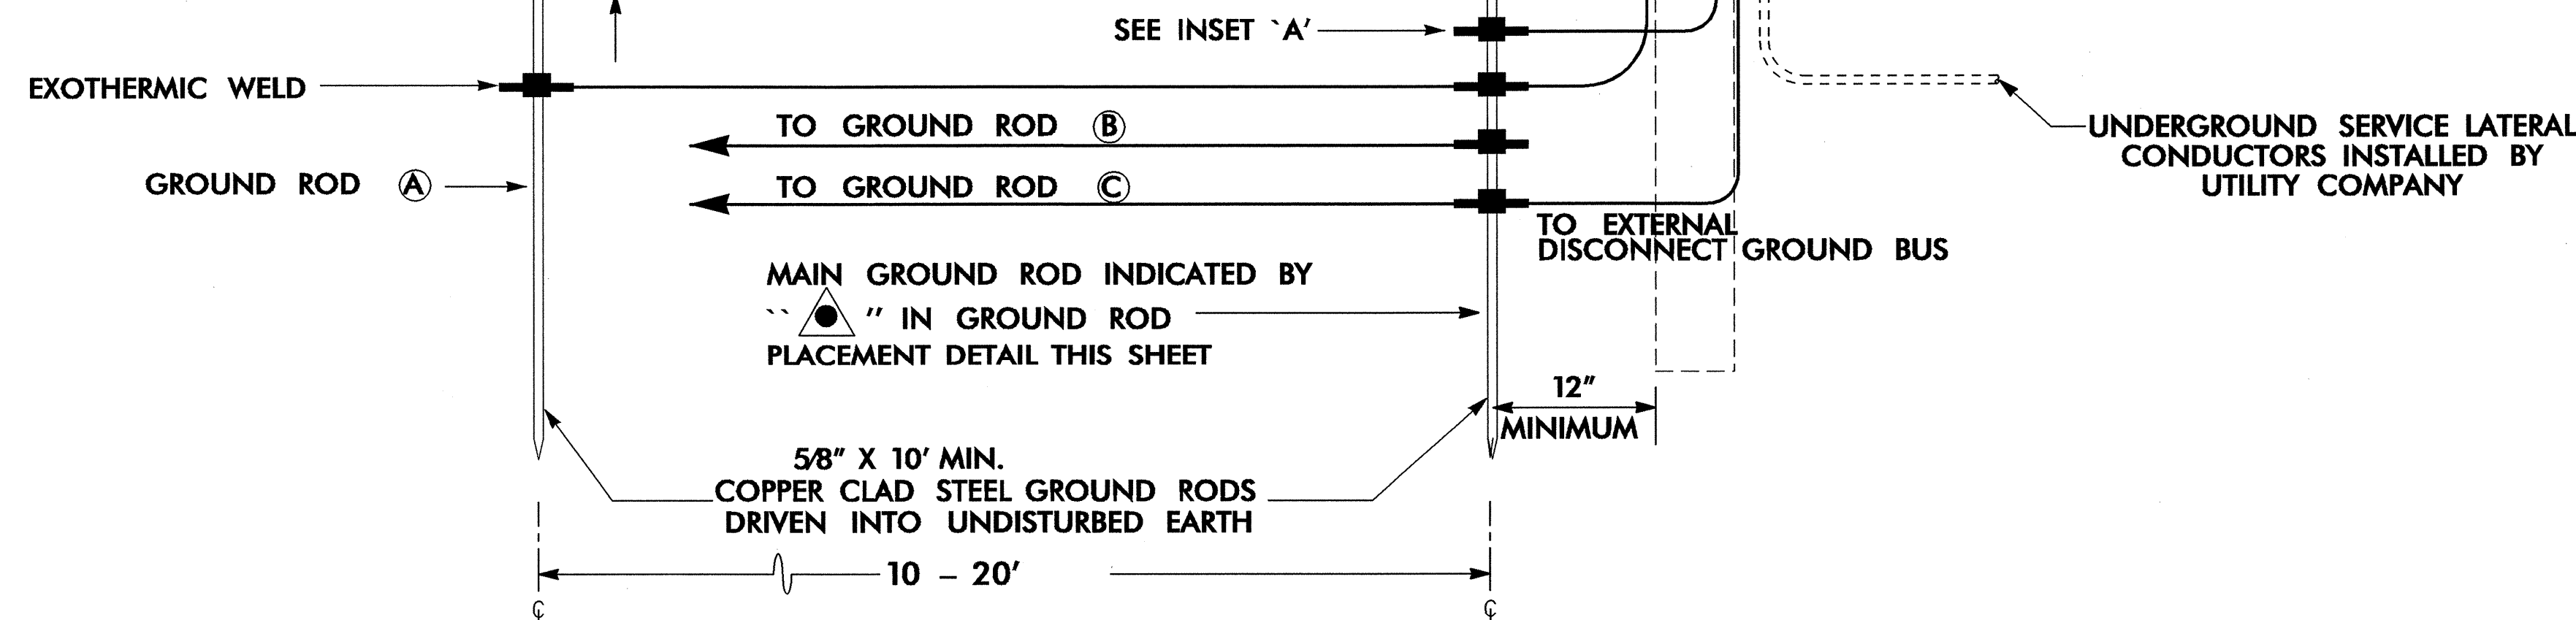 SEE INSET `A'
EXOTHERMIC WELD
TO GROUND ROD B
UNDERGROUND SERVICE LATERAL
CONDUCTORS INSTALLED BY
UTILITY COMPANY
GROUND ROD A
TO GROUND ROD C
TO EXTERNAL
DISCONNECT GROUND BUS
MAIN GROUND ROD INDICATED BY
`` '' IN GROUND ROD
PLACEMENT DETAIL THIS SHEET
12"
MINIMUM
5/8" X 10' MIN.
COPPER CLAD STEEL GROUND RODS
DRIVEN INTO UNDISTURBED EARTH
10 – 20'
℄ ℄